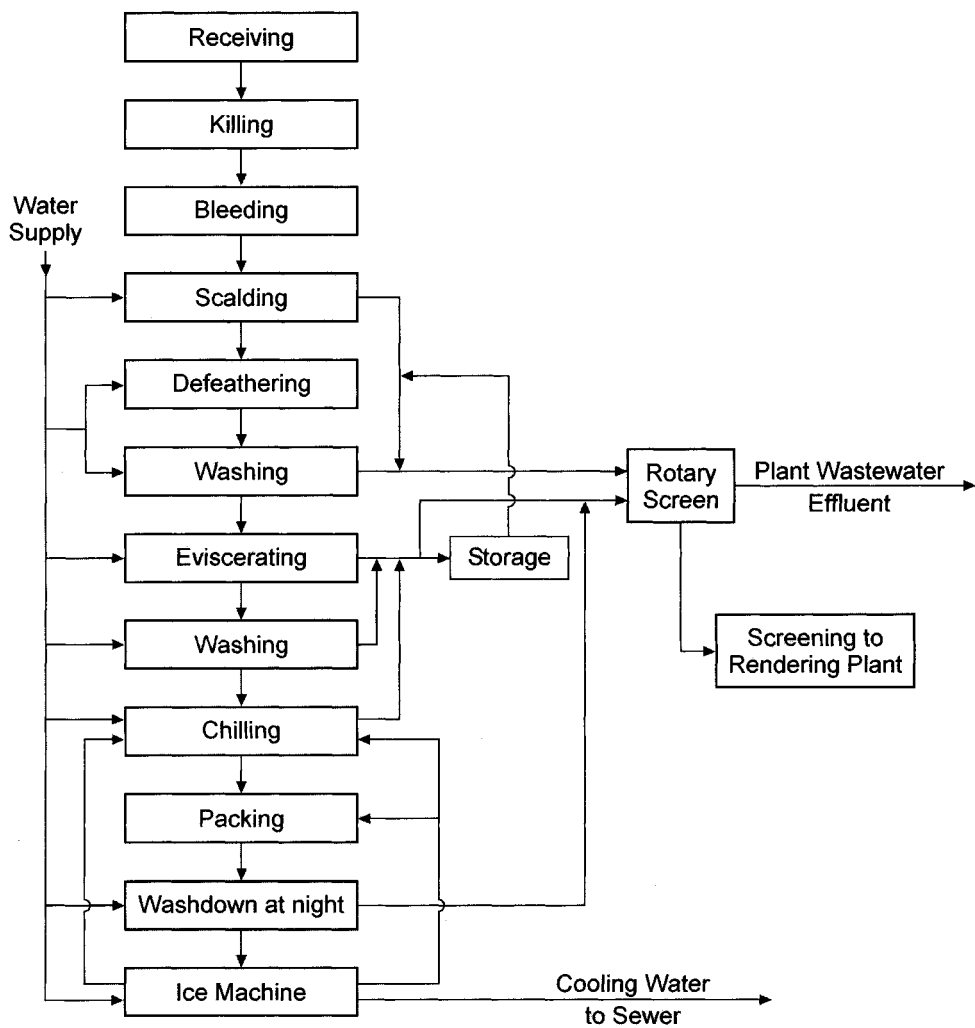 Receiving
Killing
Bleeding
Water
Supply
Scalding
Defeathering
Washing
Rotary
Screen
Plant Wastewater
Effluent
Eviscerating
Storage
Washing
Screening to
Rendering Plant
Chilling
Packing
Washdown at night
Ice Machine
Cooling Water
to Sewer